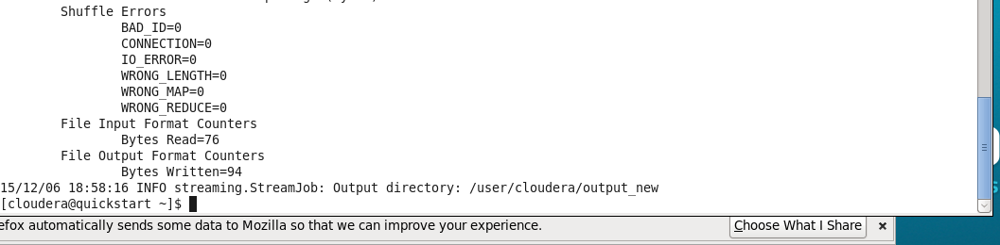 Shuffle Errors
BAD_ID=0
CONNECTION=0
IO_ERROR=0
WRONG_LENGTH=0
WRONG_MAP=0
WRONG_REDUCE=0
File Input Format Counters
Bytes Read=76
File Output Format Counters
Bytes Written=94
15/12/06 18:58:16 INFO streaming.StreamJob: Output directory: /user/cloudera/output_new
[cloudera@quickstart ~]$
efox automatically sends some data to Mozilla so that we can improve your experience.
Choose What I Share